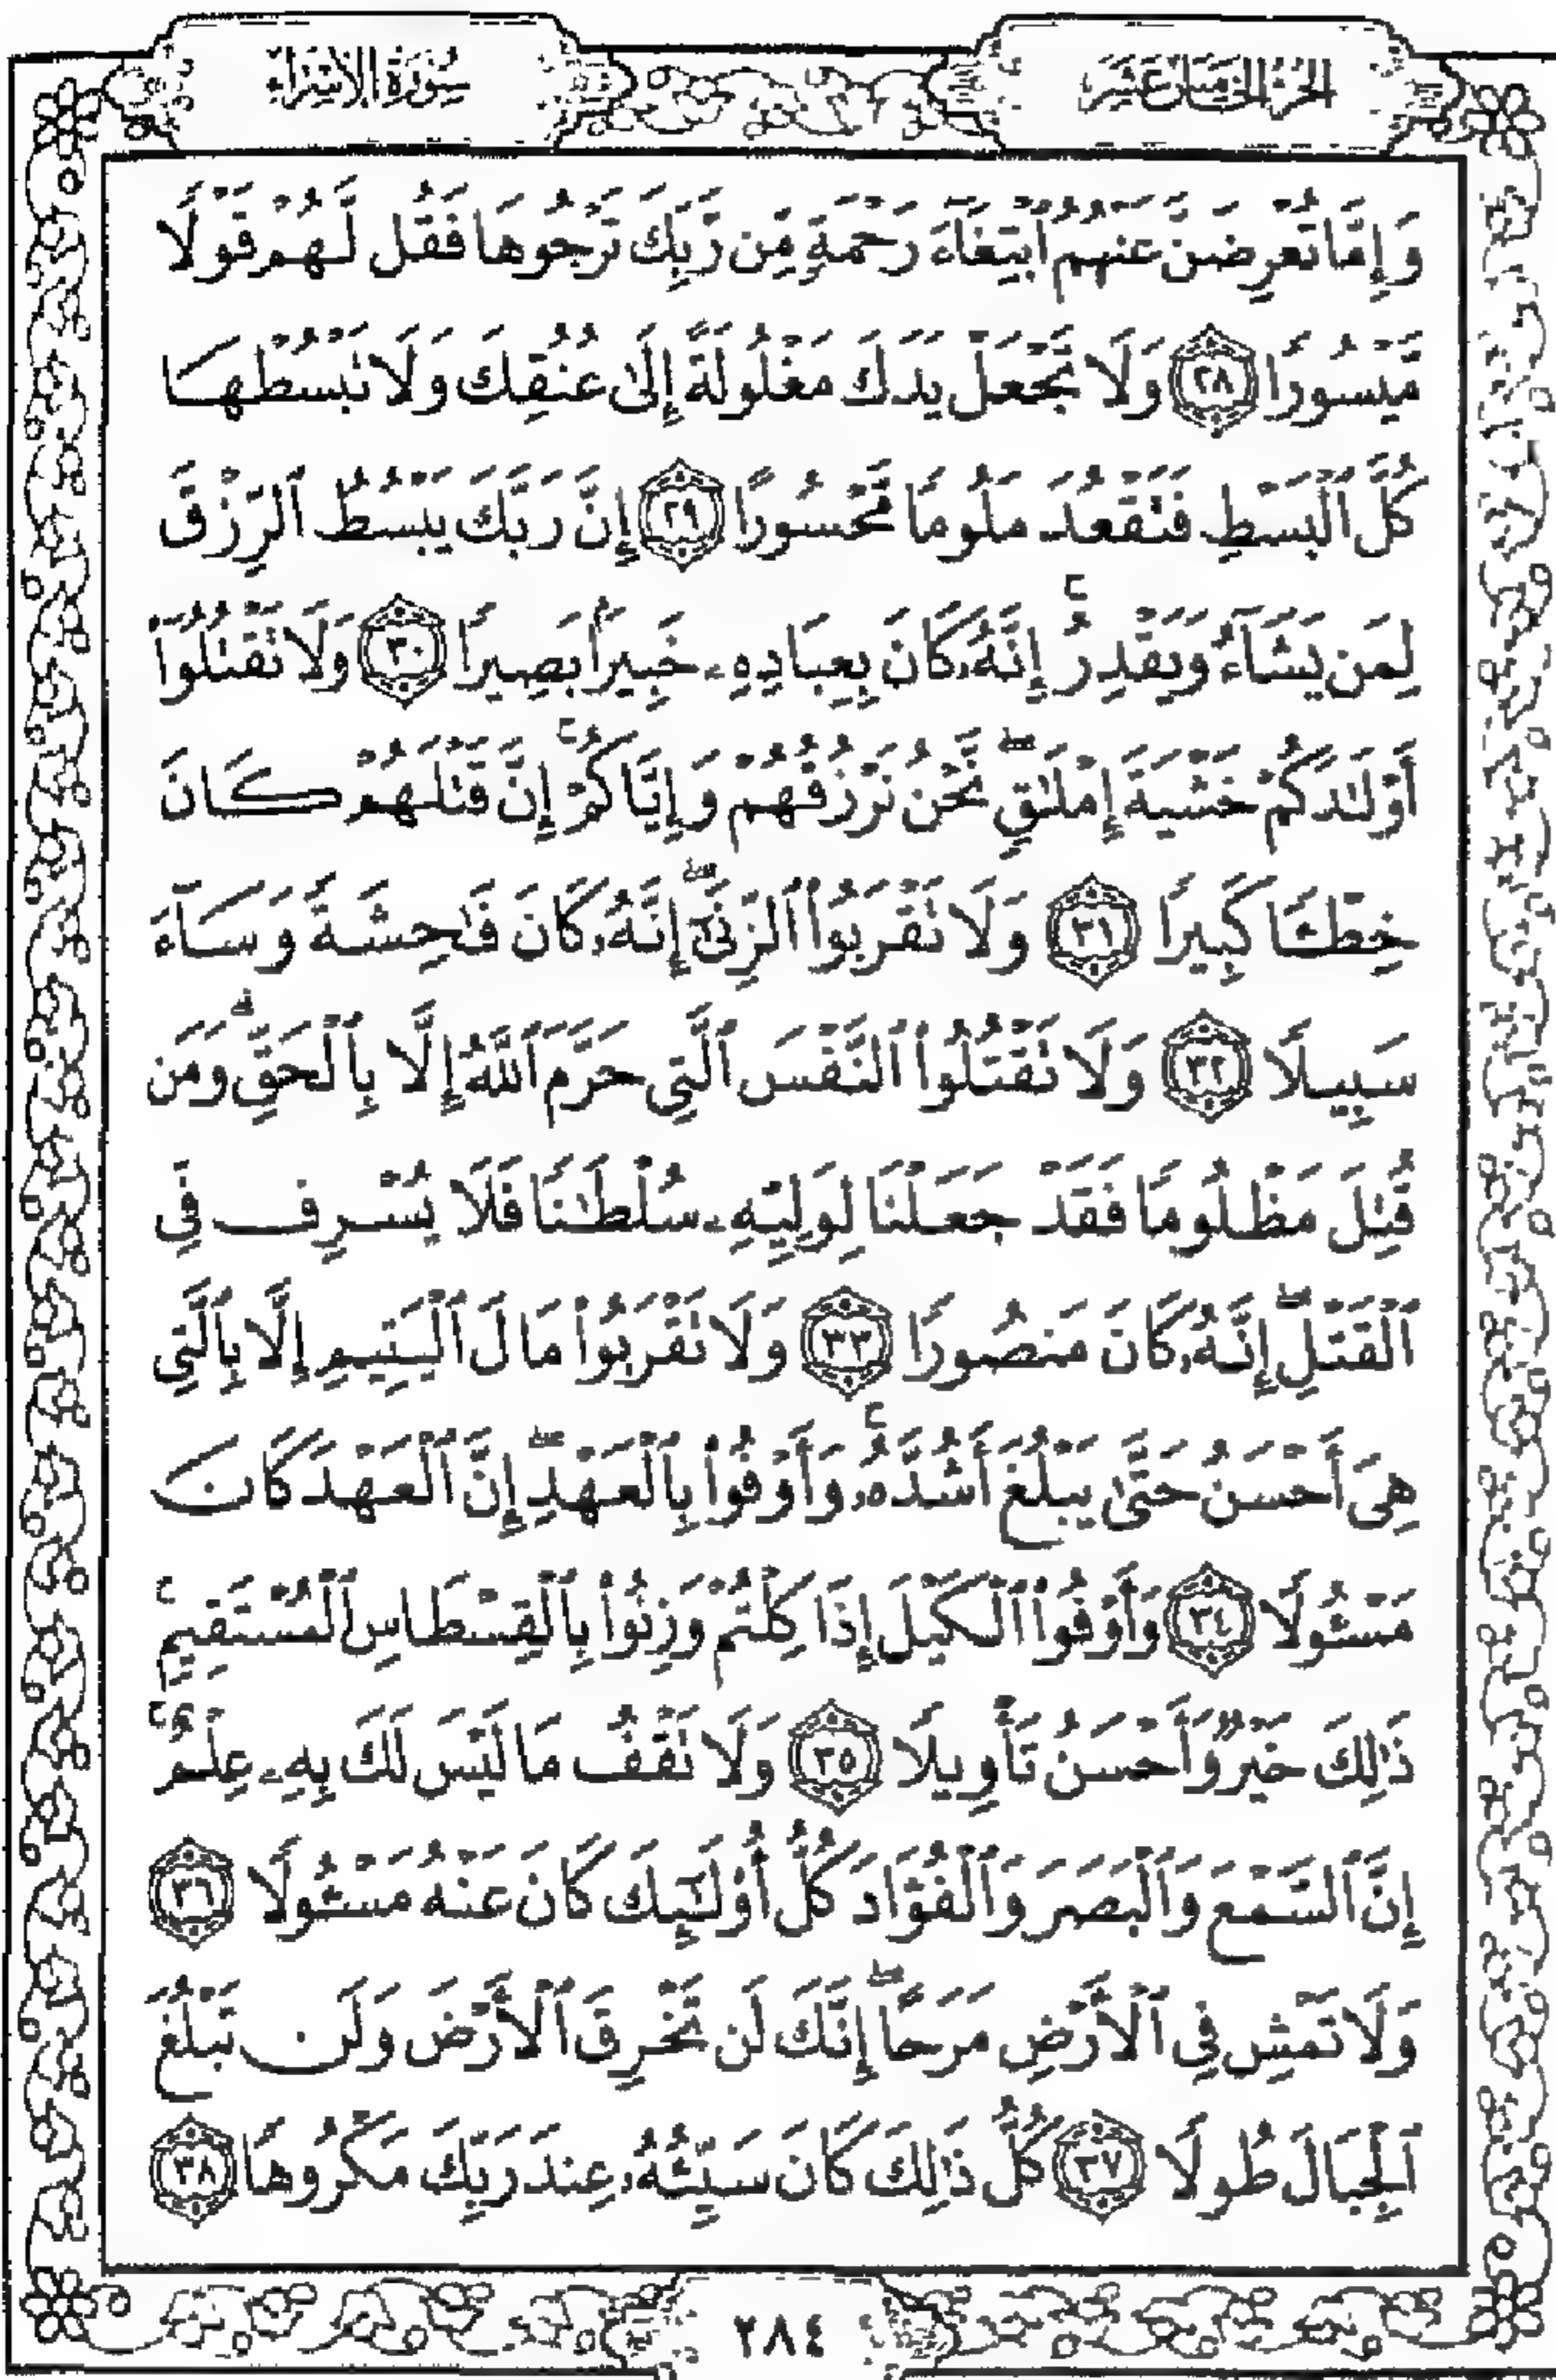 الجزء الخامس عشر
سورة الإسراء
وَإِمَّا تُعْرِضَنَّ عَنْهُمُ ٱبْتِغَآءَ رَحْمَةٍ مِّن رَّبِّكَ تَرْجُوهَا فَقُل لَّهُمْ قَوْلًا
مَّيْسُورًا ٢٨ وَلَا تَجْعَلْ يَدَكَ مَغْلُولَةً إِلَىٰ عُنُقِكَ وَلَا تَبْسُطْهَا
كُلَّ ٱلْبَسْطِ فَتَقْعُدَ مَلُومًا مَّحْسُورًا ٢٩ إِنَّ رَبَّكَ يَبْسُطُ ٱلرِّزْقَ
لِمَن يَشَآءُ وَيَقْدِرُ ۚ إِنَّهُۥ كَانَ بِعِبَادِهِۦ خَبِيرًۢا بَصِيرًا ٣٠ وَلَا تَقْتُلُوٓا۟
أَوْلَـٰدَكُمْ خَشْيَةَ إِمْلَـٰقٍ ۖ نَّحْنُ نَرْزُقُهُمْ وَإِيَّاكُمْ ۚ إِنَّ قَتْلَهُمْ كَانَ
خِطْـًٔا كَبِيرًا ٣١ وَلَا تَقْرَبُوا۟ ٱلزِّنَىٰٓ ۖ إِنَّهُۥ كَانَ فَـٰحِشَةً وَسَآءَ
سَبِيلًا ٣٢ وَلَا تَقْتُلُوا۟ ٱلنَّفْسَ ٱلَّتِى حَرَّمَ ٱللَّهُ إِلَّا بِٱلْحَقِّ ۗ وَمَن
قُتِلَ مَظْلُومًا فَقَدْ جَعَلْنَا لِوَلِيِّهِۦ سُلْطَـٰنًا فَلَا يُسْرِف فِّى
ٱلْقَتْلِ ۖ إِنَّهُۥ كَانَ مَنصُورًا ٣٣ وَلَا تَقْرَبُوا۟ مَالَ ٱلْيَتِيمِ إِلَّا بِٱلَّتِى
هِىَ أَحْسَنُ حَتَّىٰ يَبْلُغَ أَشُدَّهُۥ ۚ وَأَوْفُوا۟ بِٱلْعَهْدِ ۖ إِنَّ ٱلْعَهْدَ كَانَ
مَسْـُٔولًا ٣٤ وَأَوْفُوا۟ ٱلْكَيْلَ إِذَا كِلْتُمْ وَزِنُوا۟ بِٱلْقِسْطَاسِ ٱلْمُسْتَقِيمِ ۚ
ذَٰلِكَ خَيْرٌ وَأَحْسَنُ تَأْوِيلًا ٣٥ وَلَا تَقْفُ مَا لَيْسَ لَكَ بِهِۦ عِلْمٌ ۚ
إِنَّ ٱلسَّمْعَ وَٱلْبَصَرَ وَٱلْفُؤَادَ كُلُّ أُو۟لَـٰٓئِكَ كَانَ عَنْهُ مَسْـُٔولًا ٣٦
وَلَا تَمْشِ فِى ٱلْأَرْضِ مَرَحًا ۖ إِنَّكَ لَن تَخْرِقَ ٱلْأَرْضَ وَلَن تَبْلُغَ
ٱلْجِبَالَ طُولًا ٣٧ كُلُّ ذَٰلِكَ كَانَ سَيِّئُهُۥ عِندَ رَبِّكَ مَكْرُوهًا ٣٨
٢٨٤